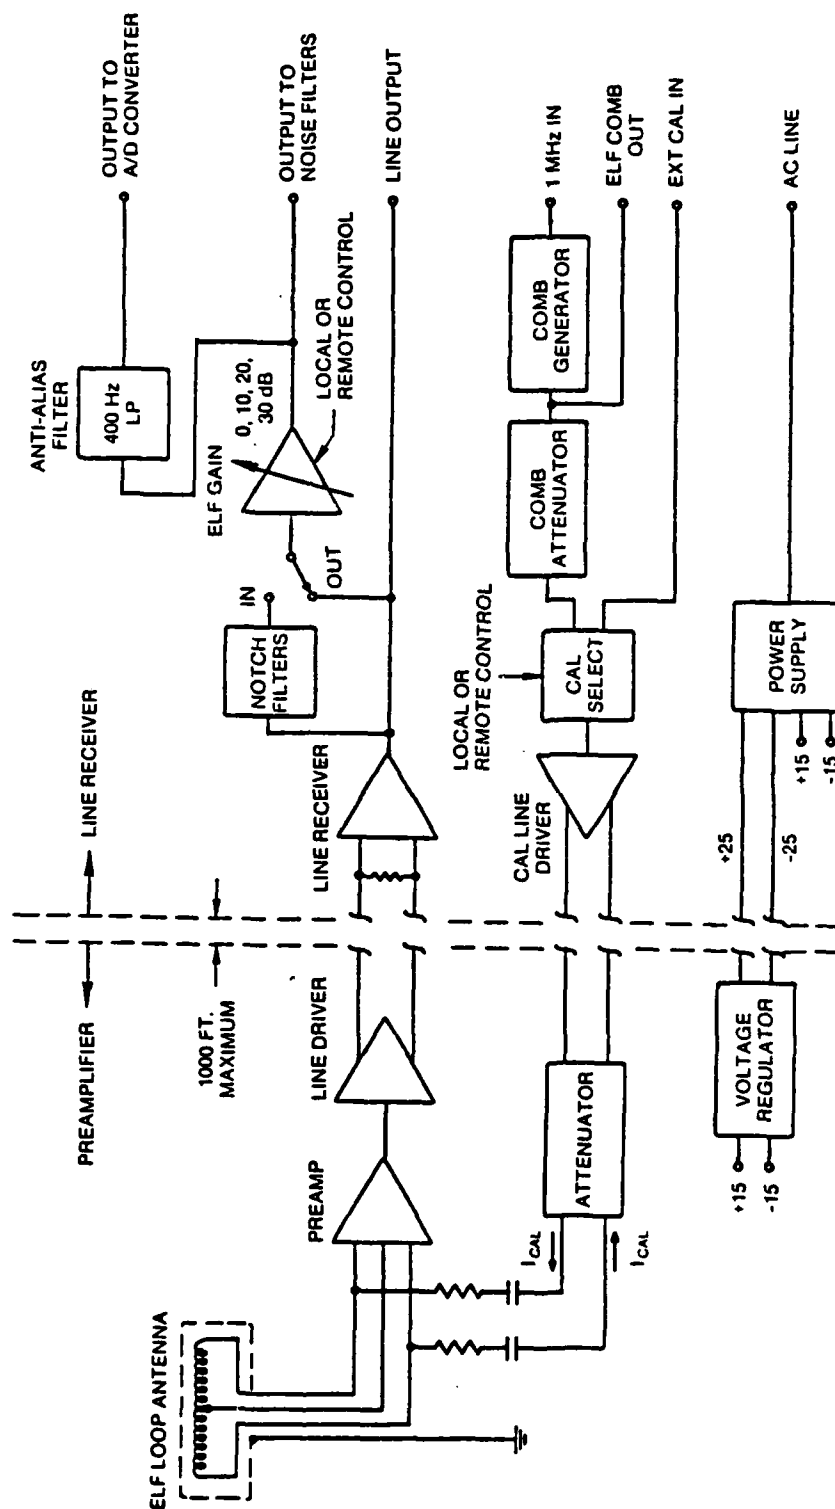 PREAMPLIFIER
LINE RECEIVER
1000 FT.
MAXIMUM
ELF LOOP ANTENNA
PREAMP
LINE DRIVER
LINE RECEIVER
NOTCH
FILTERS
IN
OUT
ELF GAIN
0, 10, 20,
30 dB
LOCAL OR
REMOTE CONTROL
ANTI-ALIAS
FILTER
400 Hz
LP
OUTPUT TO
A/D CONVERTER
OUTPUT TO
NOISE FILTERS
LINE OUTPUT
ICAL
ICAL
ATTENUATOR
CAL LINE
DRIVER
LOCAL OR
REMOTE CONTROL
CAL
SELECT
COMB
ATTENUATOR
COMB
GENERATOR
1 MHz IN
ELF COMB
OUT
EXT CAL IN
+15
-15
VOLTAGE
REGULATOR
+25
-25
+15
-15
POWER
SUPPLY
AC LINE